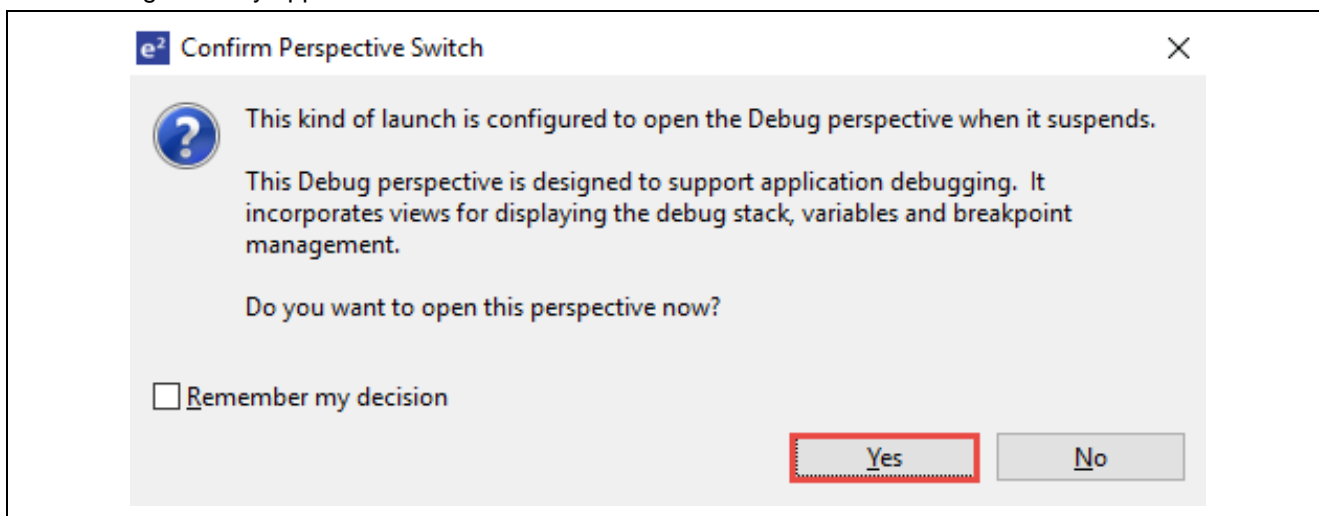 e² Confirm Perspective Switch
This kind of launch is configured to open the Debug perspective when it suspends.
This Debug perspective is designed to support application debugging. It
incorporates views for displaying the debug stack, variables and breakpoint
management.
Do you want to open this perspective now?
Remember my decision
Yes No